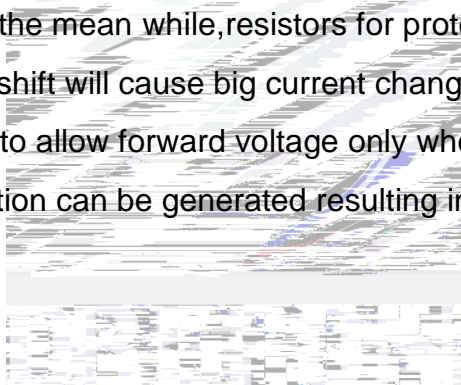 the mean while,resistors for prot
shift will cause big current chang
to allow forward voltage only wh
tion can be generated resulting i